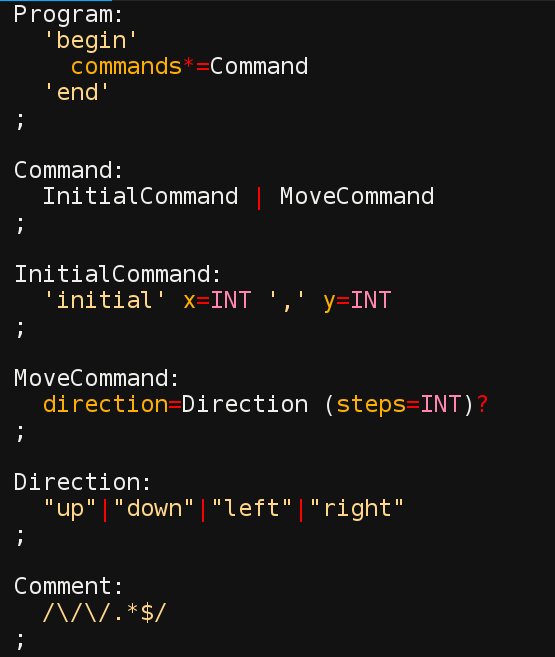 Program:
  'begin'
    commands*=Command
  'end'
;

Command:
  InitialCommand | MoveCommand
;

InitialCommand:
  'initial' x=INT ',' y=INT
;

MoveCommand:
  direction=Direction (steps=INT)?
;

Direction:
  "up"|"down"|"left"|"right"
;

Comment:
  /\/\/.*$/
;